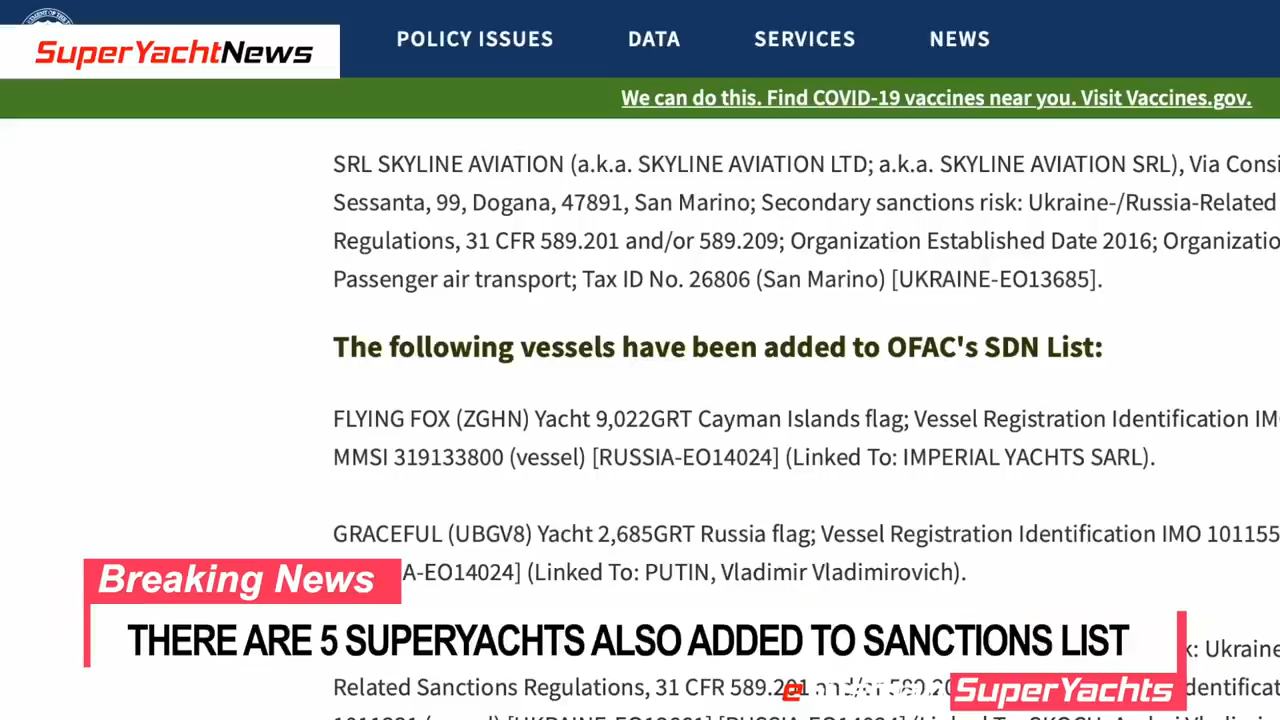 SuperYachtNews
POLICY ISSUES DATA SERVICES NEWS
We can do this. Find COVID-19 vaccines near you. Visit Vaccines.gov.
SRL SKYLINE AVIATION (a.k.a. SKYLINE AVIATION LTD; a.k.a. SKYLINE AVIATION SRL), Via Consi
Sessanta, 99, Dogana, 47891, San Marino; Secondary sanctions risk: Ukraine-/Russia-Related
Regulations, 31 CFR 589.201 and/or 589.209; Organization Established Date 2016; Organizatio
Passenger air transport; Tax ID No. 26806 (San Marino) [UKRAINE-EO13685].
The following vessels have been added to OFAC's SDN List:
FLYING FOX (ZGHN) Yacht 9,022GRT Cayman Islands flag; Vessel Registration Identification IM
MMSI 319133800 (vessel) [RUSSIA-EO14024] (Linked To: IMPERIAL YACHTS SARL).
GRACEFUL (UBGV8) Yacht 2,685GRT Russia flag; Vessel Registration Identification IMO 101155
A-EO14024] (Linked To: PUTIN, Vladimir Vladimirovich).
Breaking News
THERE ARE 5 SUPERYACHTS ALSO ADDED TO SANCTIONS LIST
k: Ukraine
Related Sanctions Regulations, 31 CFR 589.201 and/or 589.20 dentificat
SuperYachts